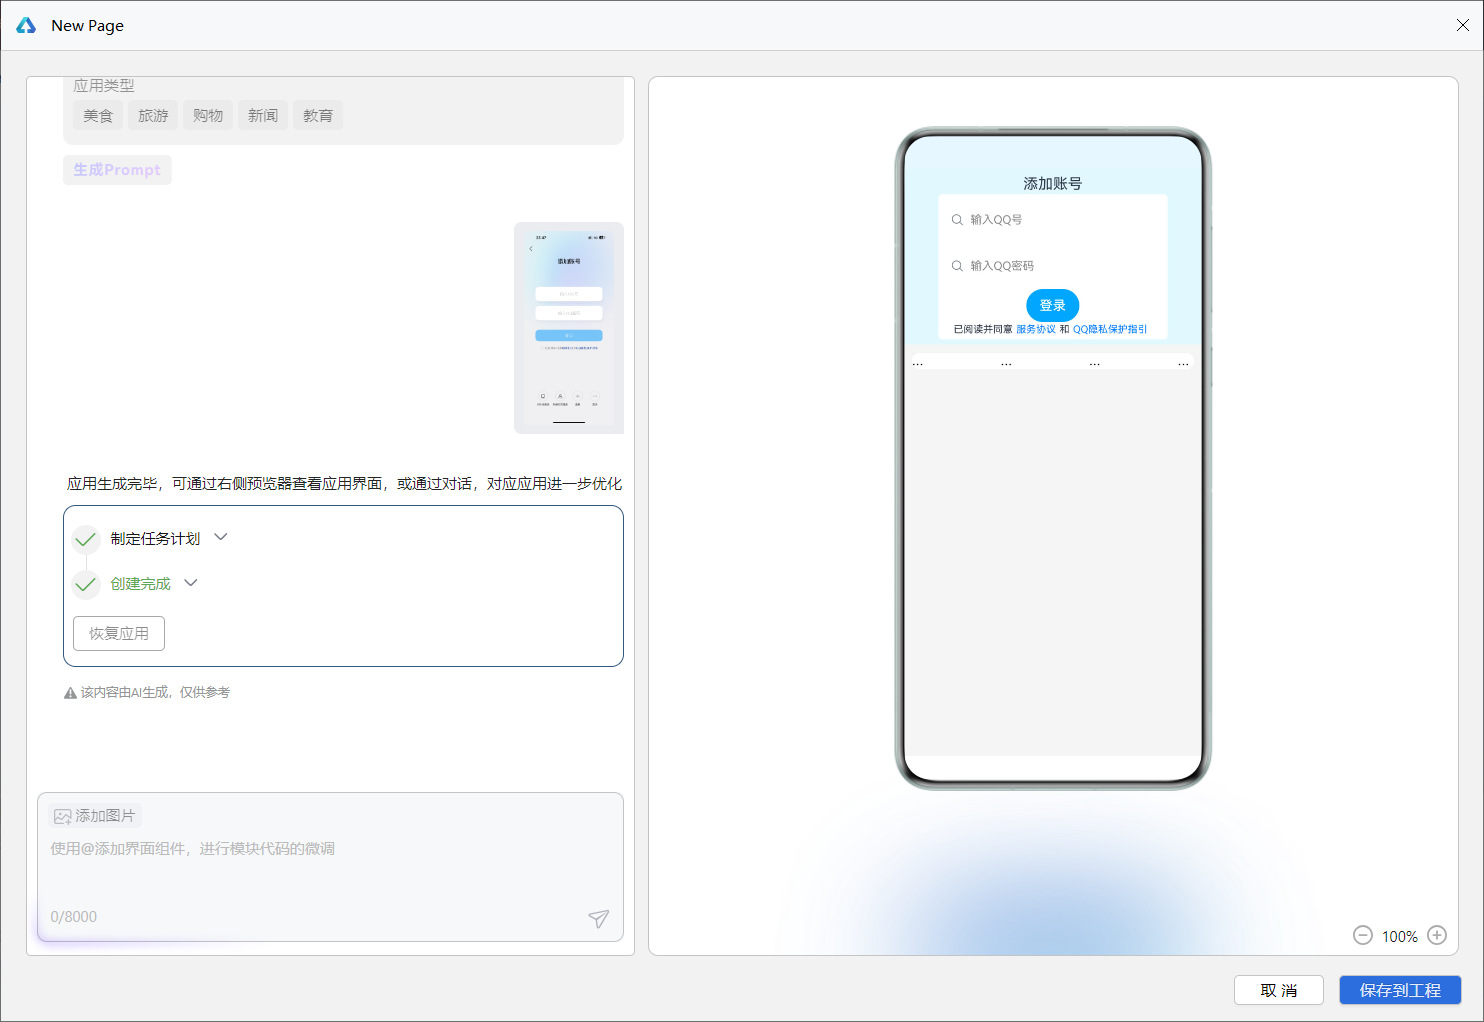 New Page
应用类型
美食 旅游 购物 新闻 教育
生成Prompt
添加账号
应用生成完毕，可通过右侧预览器查看应用界面，或通过对话，对应应用进一步优化
制定任务计划
创建完成
恢复应用
该内容由AI生成，仅供参考
添加图片
使用@添加界面组件，进行模块代码的微调
0/8000
添加账号
输入QQ号
输入QQ密码
登录
已阅读并同意 服务协议 和 QQ隐私保护指引
... ... ... ...
100%
取 消
保存到工程